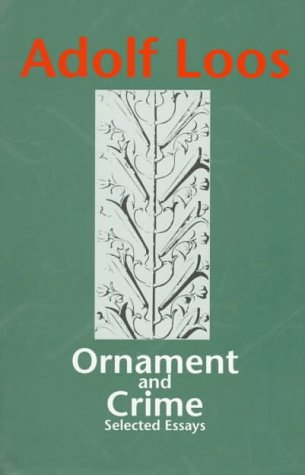 Adolf Loos
Ornament
and
Crime
Selected Essays